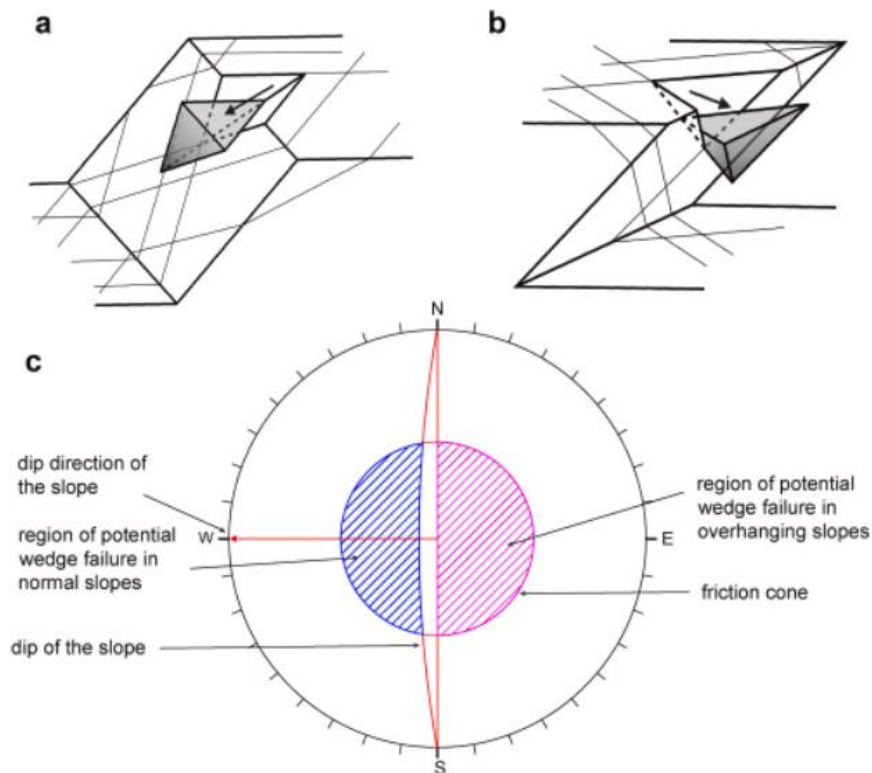 a
b
c
N
dip direction of
the slope
W
region of potential
wedge failure in
normal slopes
dip of the slope
region of potential
wedge failure in
overhanging slopes
E
friction cone
S